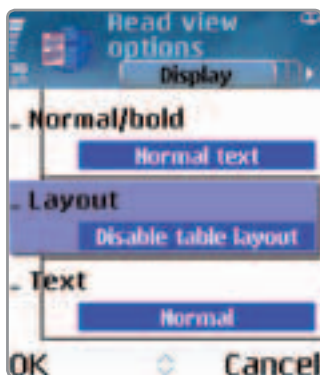 Read view
options
Display
Normal/bold
Normal text
Layout
Disable table layout
Text
Normal
OK Cancel